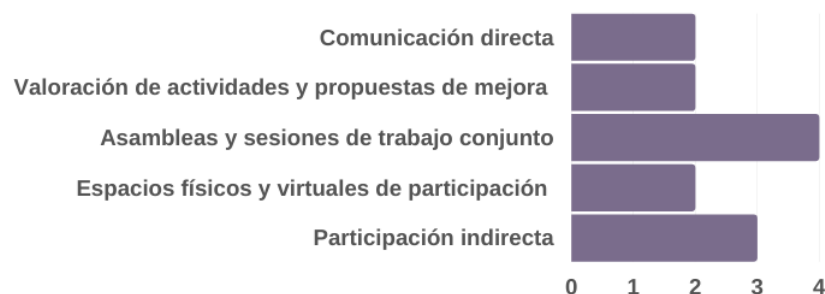 Comunicación directa
Valoración de actividades y propuestas de mejora
Asambleas y sesiones de trabajo conjunto
Espacios físicos y virtuales de participación
Participación indirecta
0 1 2 3 4